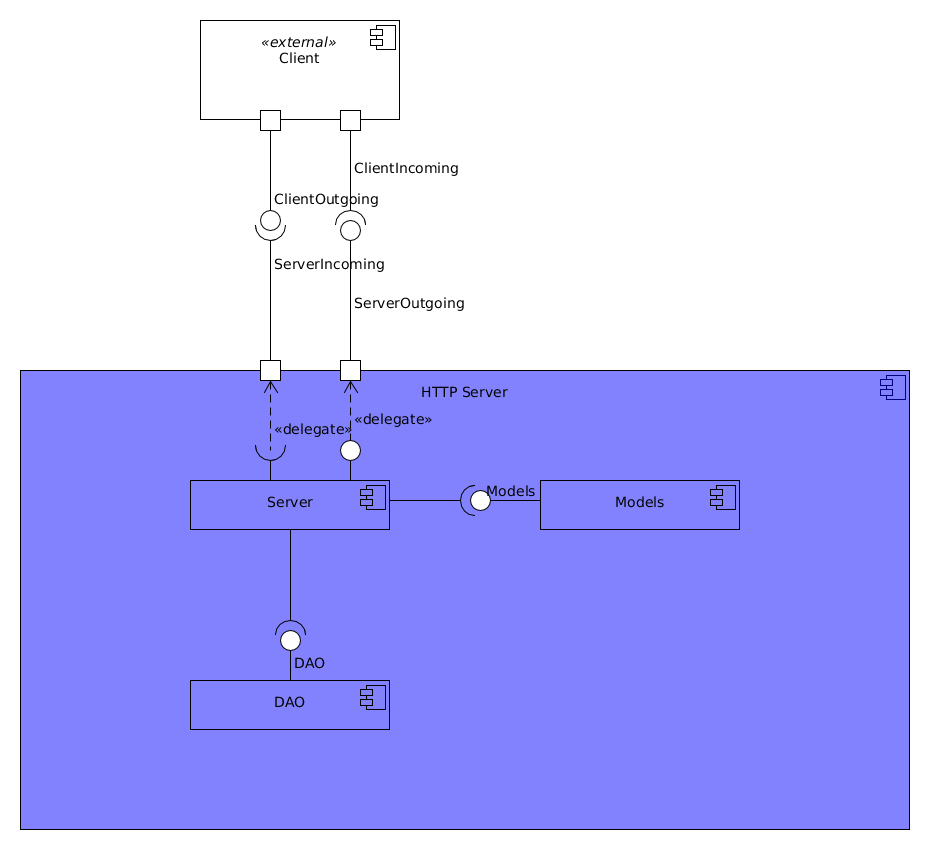 «external»
Client
ClientIncoming
ClientOutgoing
ServerIncoming
ServerOutgoing
HTTP Server
«delegate»
«delegate»
Models
Server
Models
DAO
DAO